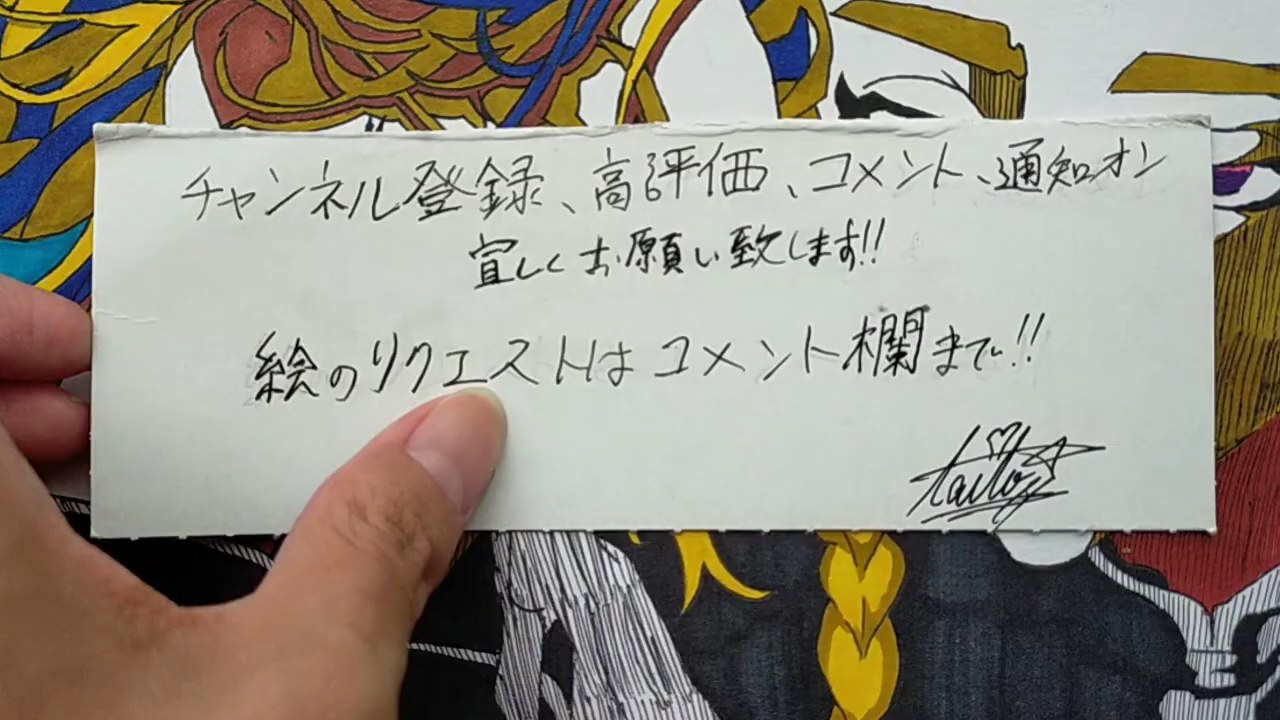 チャンネル登録、高評価、コメント、通知オン
宜しくお願い致します!!
絵のリクエストはコメント欄まで!!
taito